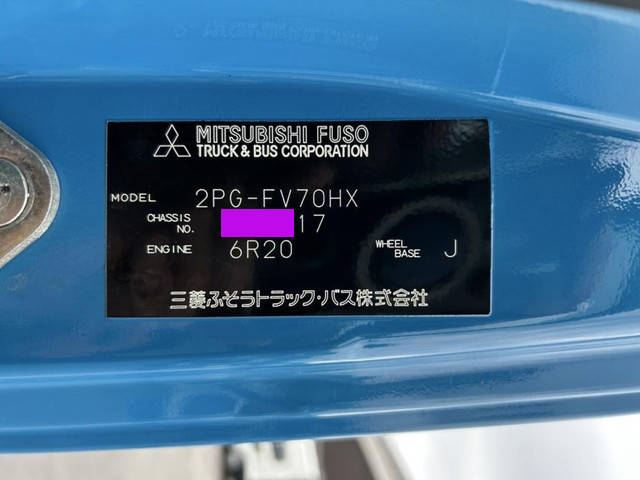 MITSUBISHI FUSO
TRUCK & BUS CORPORATION
MODEL 2PG-FV70HX
CHASSIS NO. 17
ENGINE 6R20 WHEEL BASE J
三菱ふそうトラック・バス株式会社